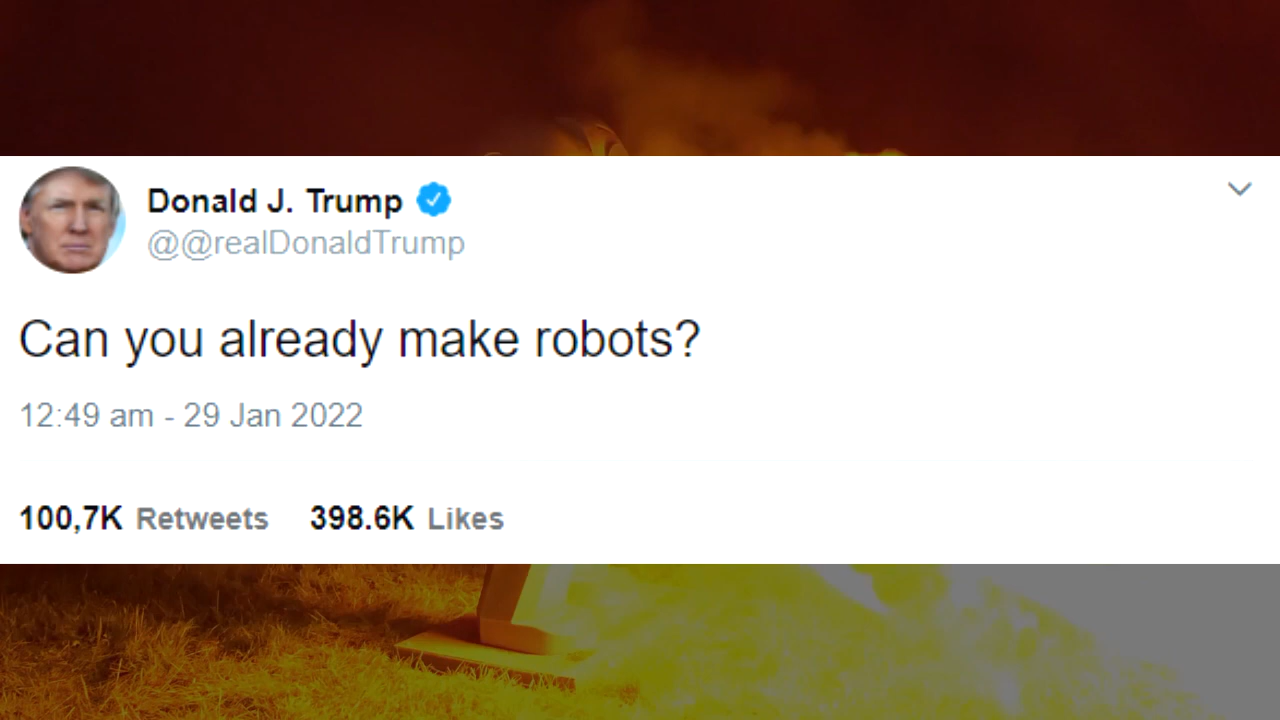 Donald J. Trump
@@realDonaldTrump
Can you already make robots?
12:49 am - 29 Jan 2022
100,7K Retweets 398.6K Likes